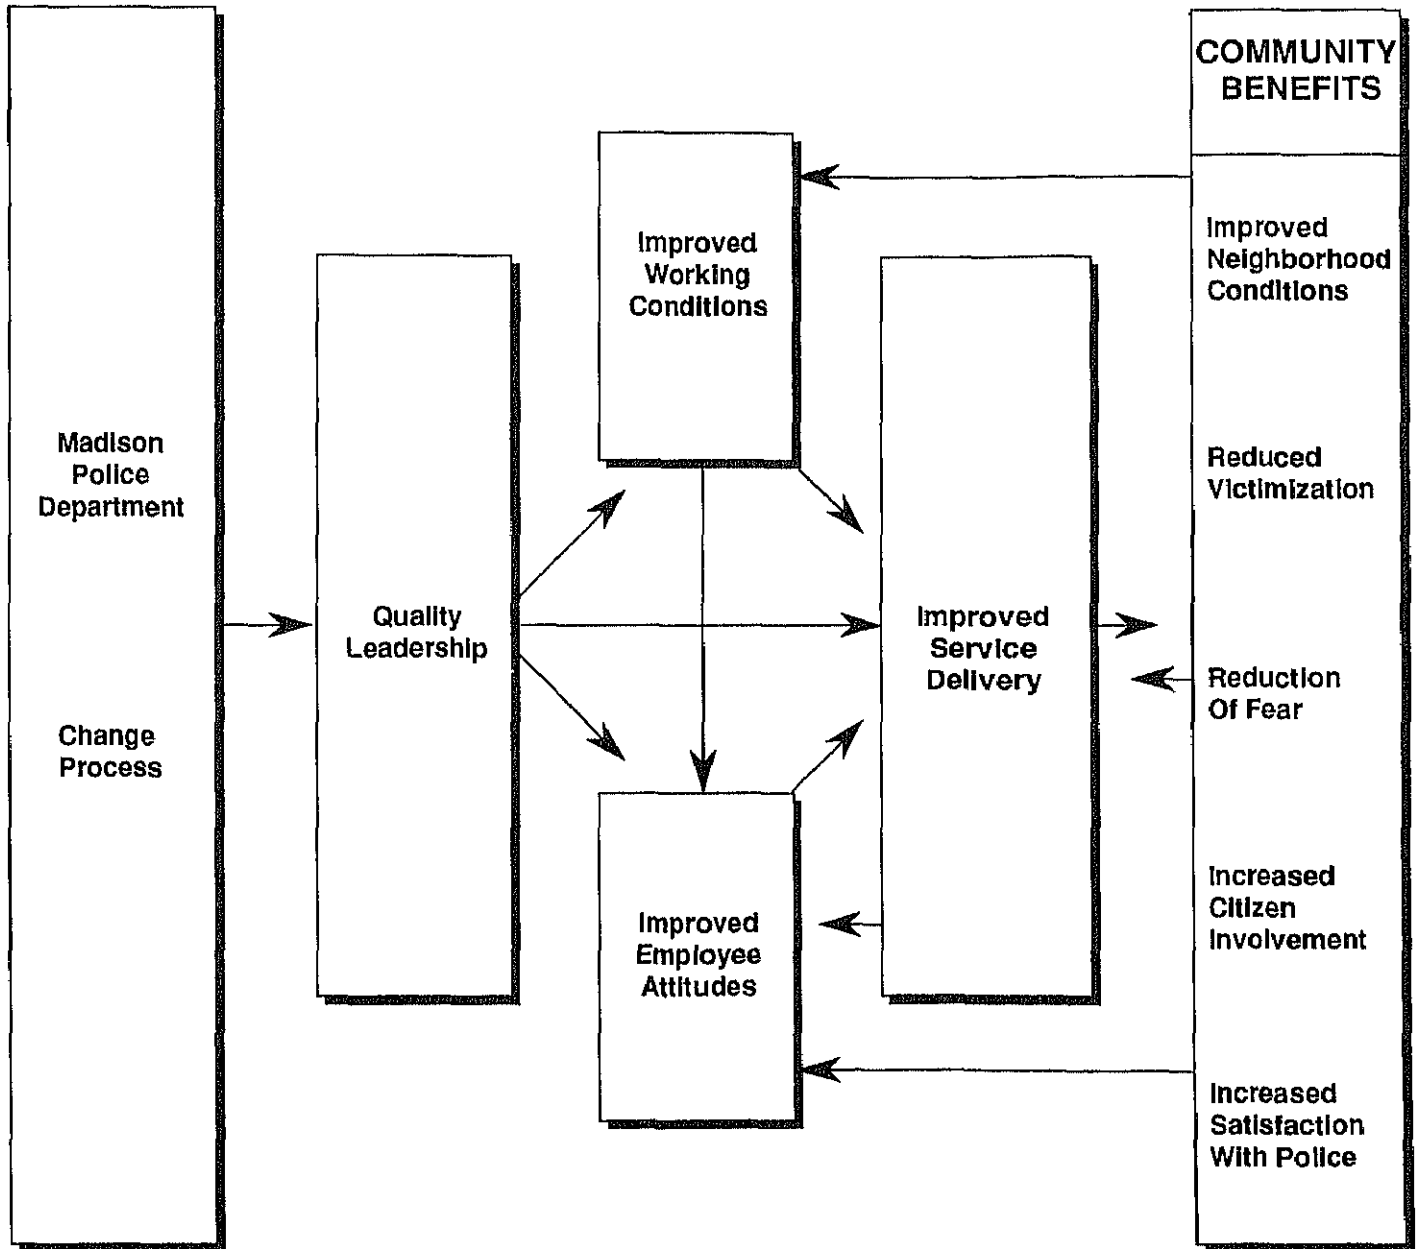 Madison
Police
Department
Change
Process
Quality
Leadership
Improved
Working
Conditions
Improved
Employee
Attitudes
Improved
Service
Delivery
COMMUNITY
BENEFITS
Improved
Neighborhood
Conditions
Reduced
Victimization
Reduction
Of Fear
Increased
Citizen
Involvement
Increased
Satisfaction
With Police